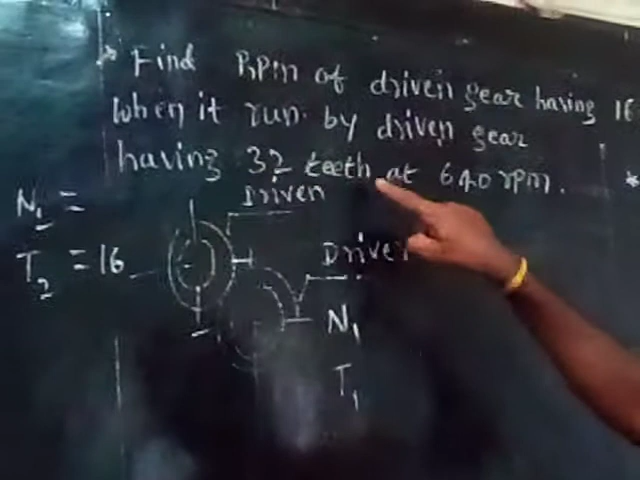 * Find RPM of driven gear having 16
When it run by driven gear
having 32 teeth at 640 rpm.
*
N2 =
Driven
T2 = 16
Driver
N1
T1